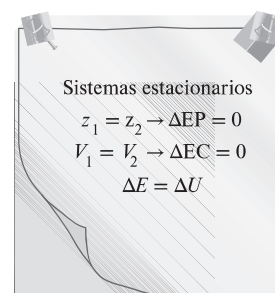 Sistemas estacionarios
z₁ = z₂ → ΔEP = 0
V₁ = V₂ → ΔEC = 0
ΔE = ΔU